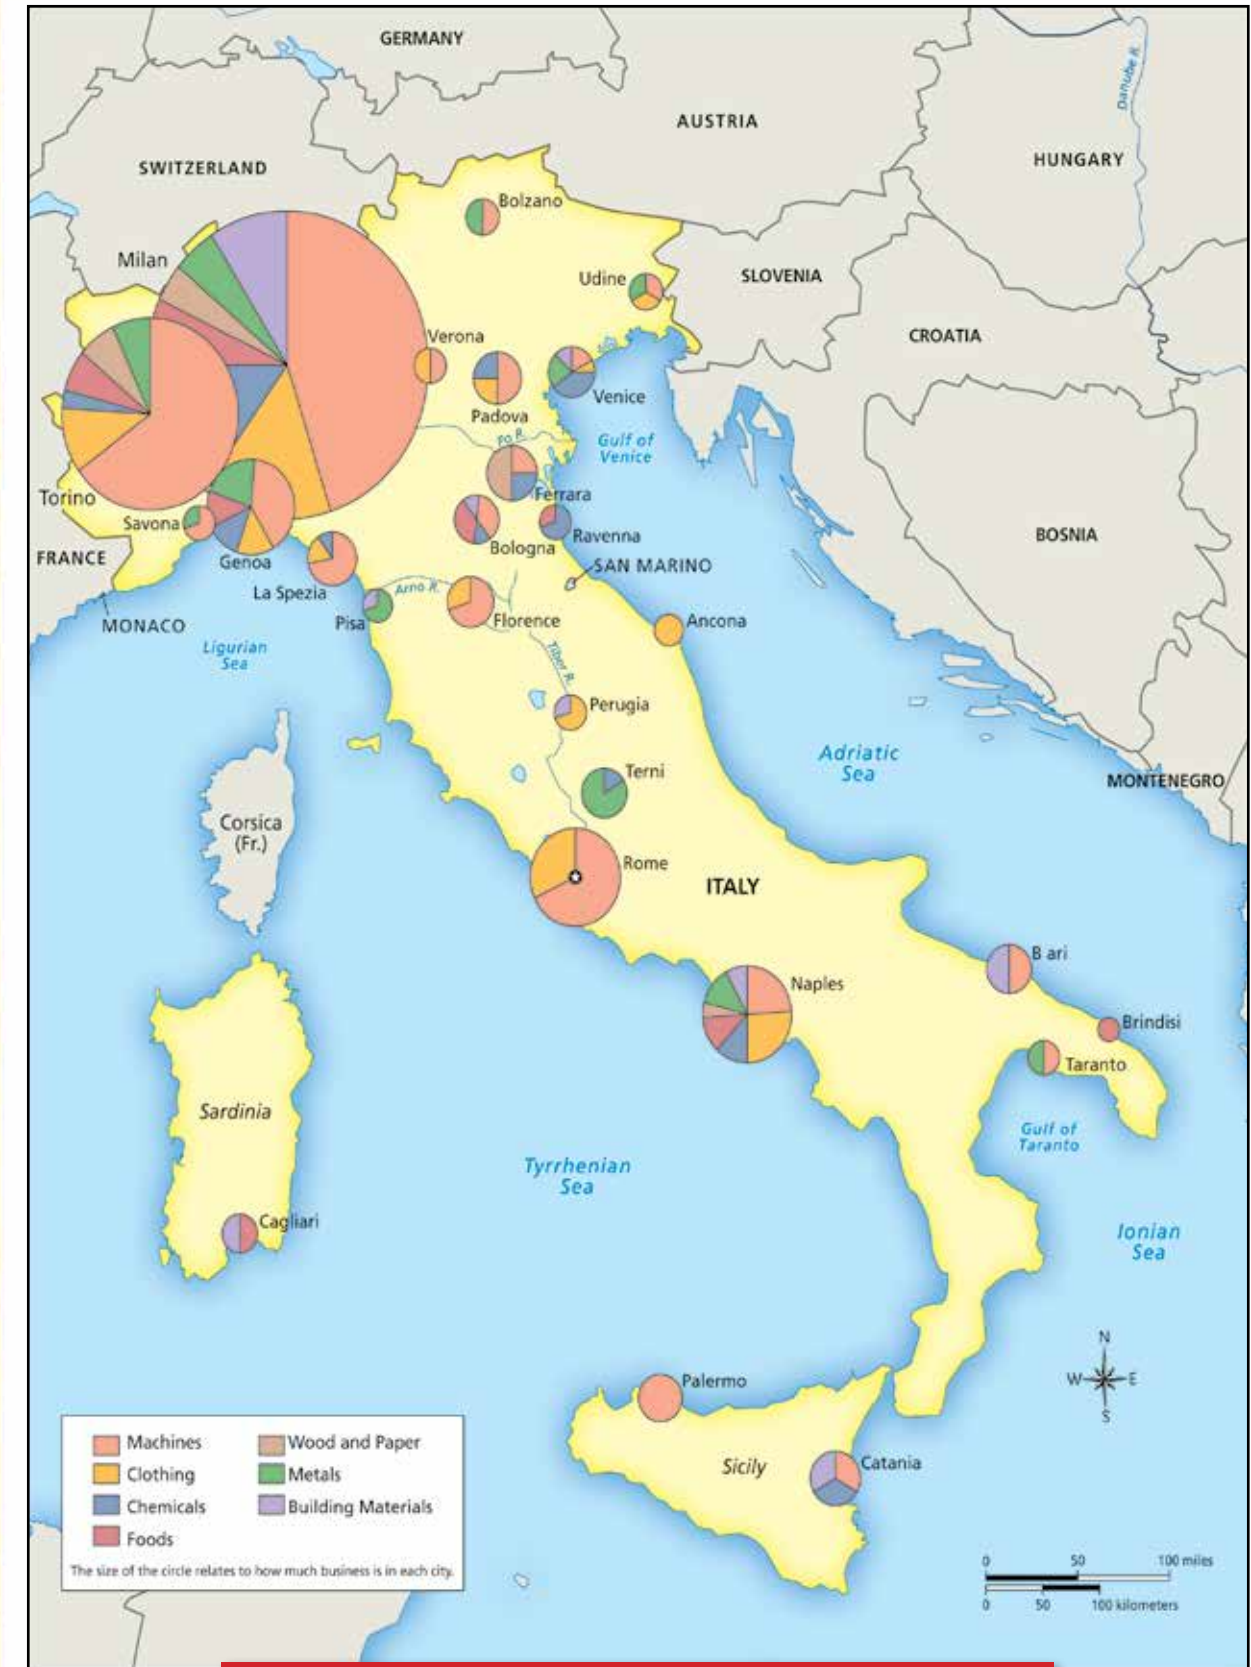 GERMANY
Danube R.
AUSTRIA
HUNGARY
SWITZERLAND
Bolzano
Milan
Udine
SLOVENIA
CROATIA
Verona
Padova
Venice
Gulf of
Venice
Po R.
Torino
Ferrara
Savona
Ravenna
Bologna
BOSNIA
FRANCE
Genoa
SAN MARINO
La Spezia
Arno R.
MONACO
Pisa
Florence
Ancona
Ligurian
Sea
Tiber R.
Perugia
Adriatic
Sea
Terni
MONTENEGRO
Corsica
(Fr.)
Rome
ITALY
B ari
Naples
Brindisi
Taranto
Sardinia
Gulf of
Taranto
Tyrrhenian
Sea
Cagliari
Ionian
Sea
N
W E
S
Palermo
Sicily
Catania
Machines
Clothing
Chemicals
Foods
Wood and Paper
Metals
Building Materials
The size of the circle relates to how much business is in each city.
0 50 100 miles
0 50 100 kilometers